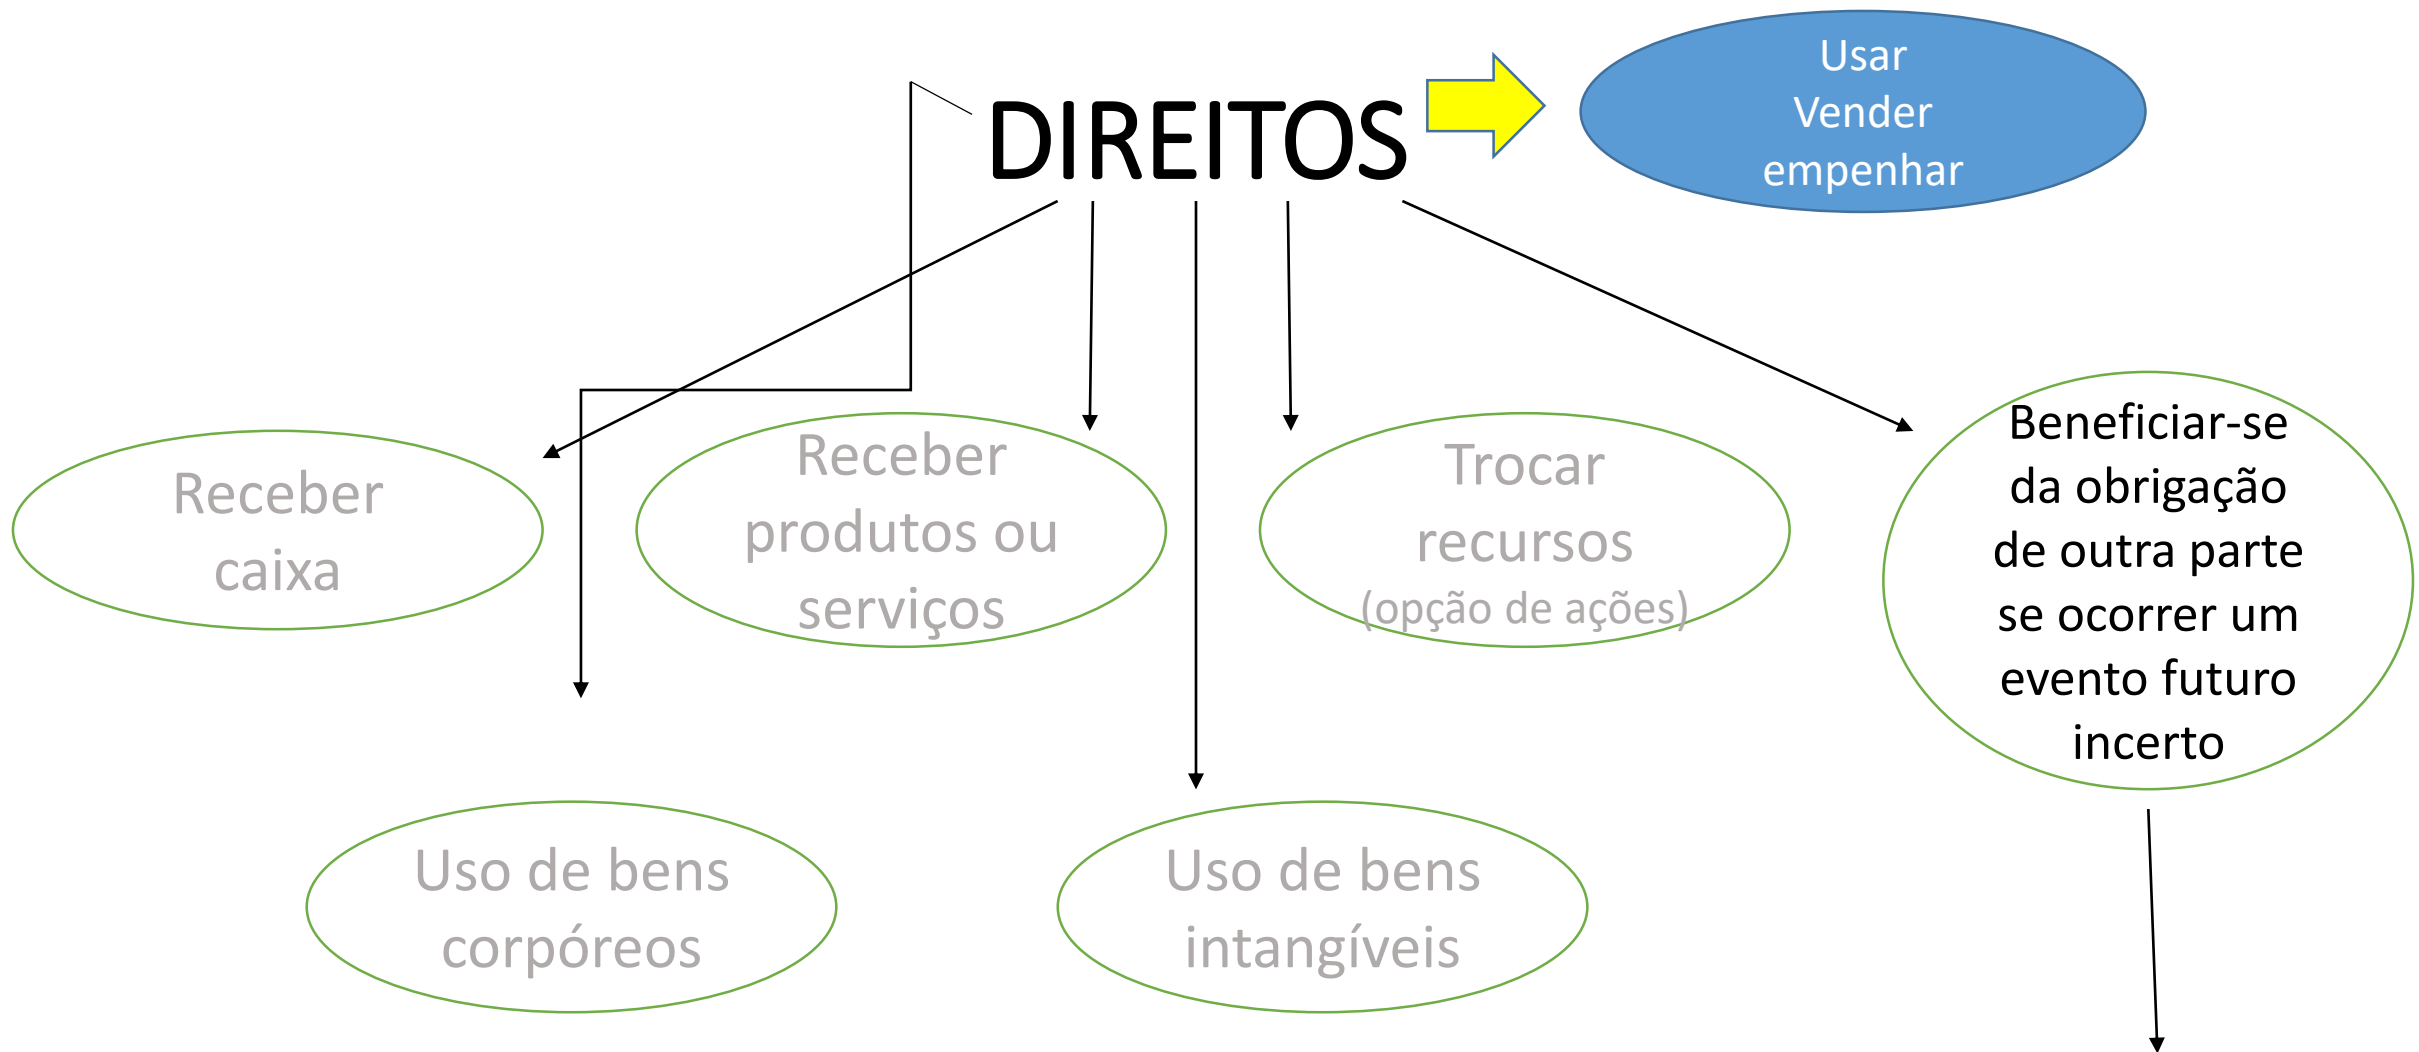 DIREITOS
Usar
Vender
empenhar
Receber
caixa
Receber
produtos ou
serviços
Trocar
recursos
(opção de ações)
Beneficiar-se
da obrigação
de outra parte
se ocorrer um
evento futuro
incerto
Uso de bens
corpóreos
Uso de bens
intangíveis